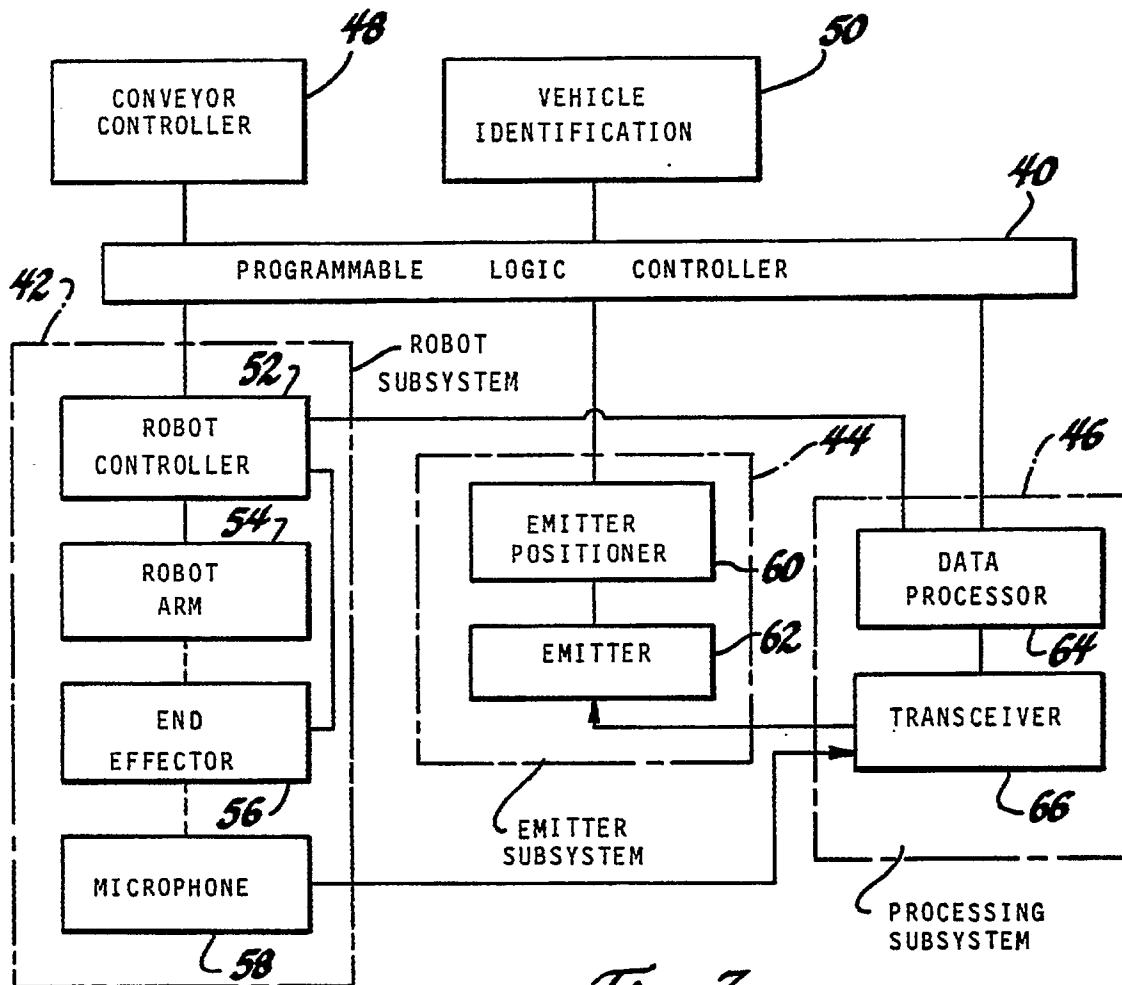 48
50
CONVEYOR
CONTROLLER
VEHICLE
IDENTIFICATION
40
PROGRAMMABLE LOGIC CONTROLLER
42
ROBOT
SUBSYSTEM
52
ROBOT
CONTROLLER
44
46
54
EMITTER
POSITIONER
60
ROBOT
ARM
DATA
PROCESSOR
64
EMITTER
62
END
EFFECTOR
56
TRANSCEIVER
66
EMITTER
SUBSYSTEM
MICROPHONE
58
PROCESSING
SUBSYSTEM